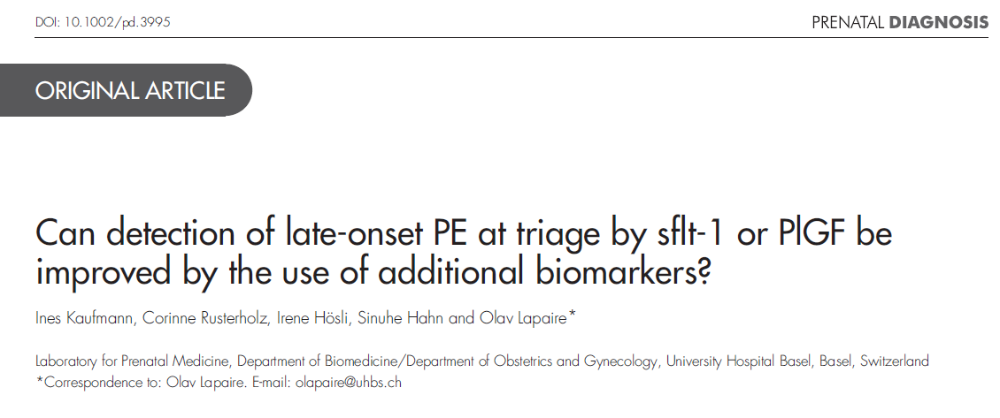 DOI: 10.1002/pd.3995
PRENATAL DIAGNOSIS
ORIGINAL ARTICLE
Can detection of late-onset PE at triage by sflt-1 or PlGF be
improved by the use of additional biomarkers?
Ines Kaufmann, Corinne Rusterholz, Irene Hösli, Sinuhe Hahn and Olav Lapaire*
Laboratory for Prenatal Medicine, Department of Biomedicine/Department of Obstetrics and Gynecology, University Hospital Basel, Basel, Switzerland
*Correspondence to: Olav Lapaire. E-mail: olapaire@uhbs.ch